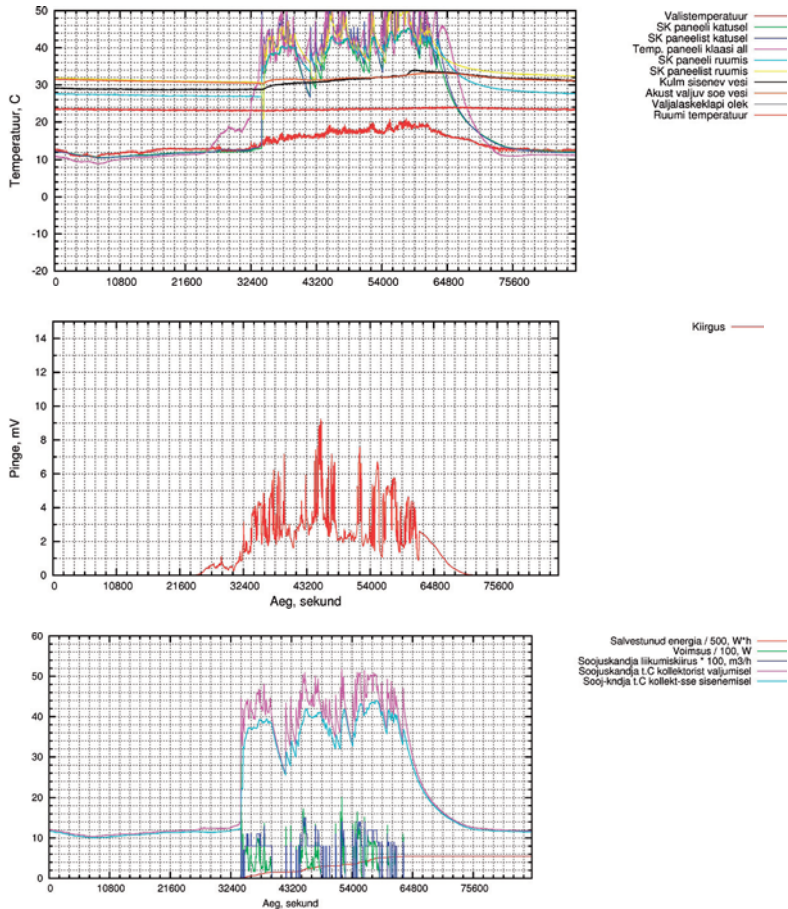 50
40
30
20
10
0
-10
-20
Temperatuur, C
0 10800 21600 32400 43200 54000 64800 75600
Valistemperatuur
SK paneeli katusel
SK paneelist katusel
Temp. paneeli klaasi all
SK paneeli ruumis
SK paneelist ruumis
Kulm sisenev vesi
Akust valjuv soe vesi
Valjalaskeklapi olek
Ruumi temperatuur
14
12
10
8
6
4
2
0
Pinge, mV
0 10800 21600 32400 43200 54000 64800 75600
Aeg, sekund
Kiirgus
60
50
40
30
20
10
0
0 10800 21600 32400 43200 54000 64800 75600
Aeg, sekund
Salvestunud energia / 500, W*h
Voimsus / 100, W
Soojuskandja liikumiskiirus * 100, m3/h
Soojuskandja t.C kollektorist valjumisel
Sooj-kndja t.C kollekt-sse sisenemisel